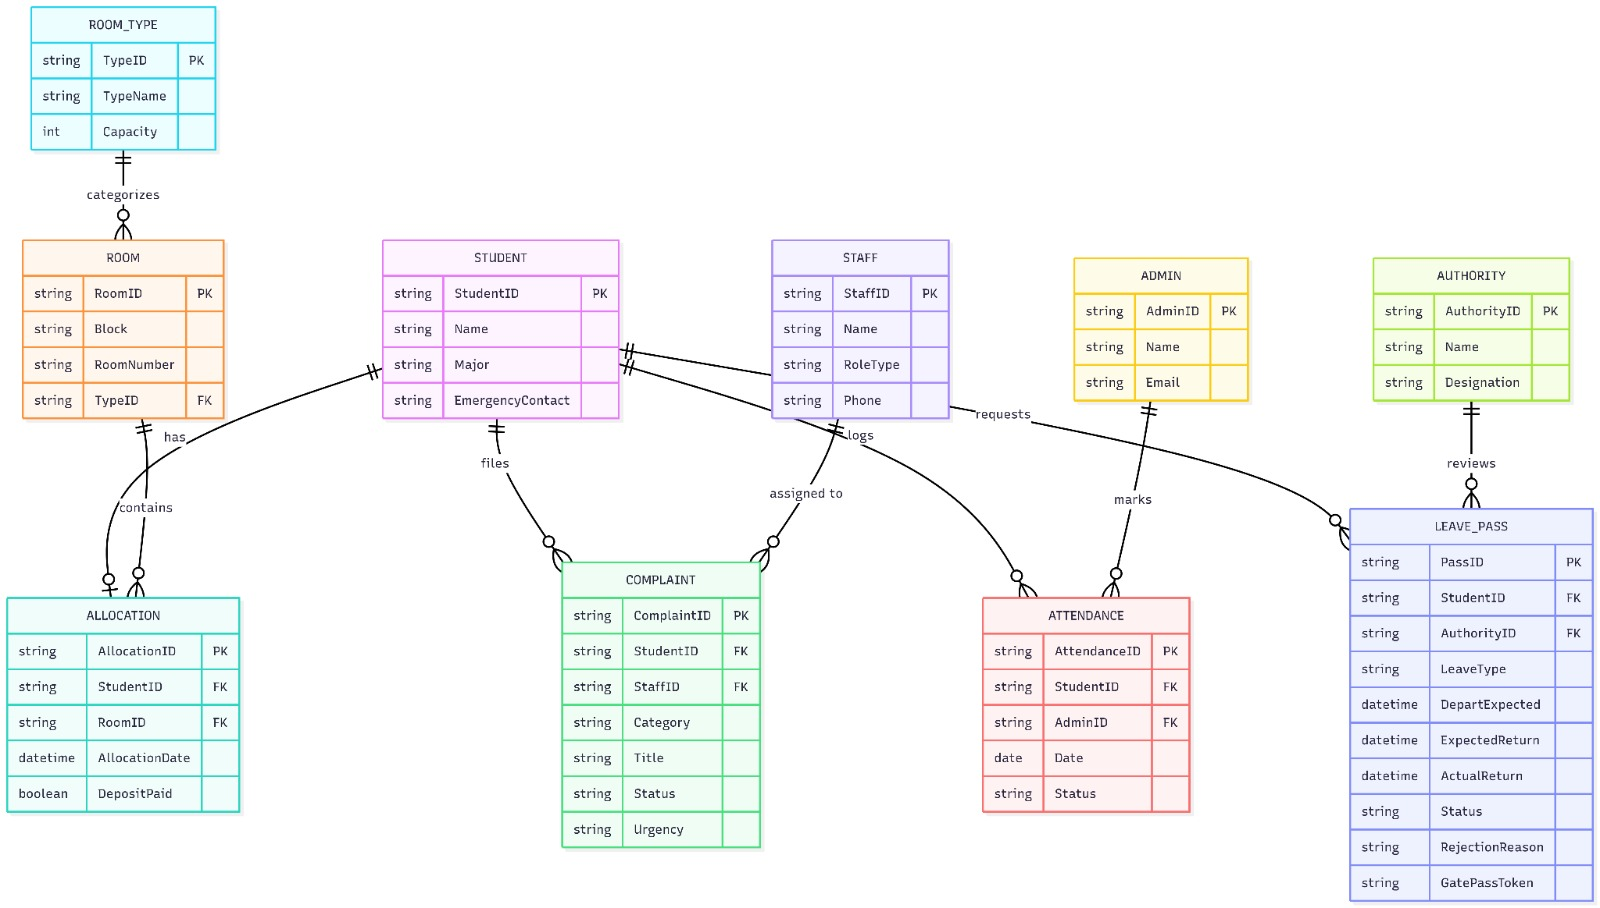 ROOM_TYPE
string TypeID PK
string TypeName
int Capacity
categorizes
ROOM
string RoomID PK
string Block
string RoomNumber
string TypeID FK
STUDENT
string StudentID PK
string Name
string Major
string EmergencyContact
STAFF
string StaffID PK
string Name
string RoleType
string Phone
ADMIN
string AdminID PK
string Name
string Email
AUTHORITY
string AuthorityID PK
string Name
string Designation
has
contains
files
assigned to
logs
requests
marks
reviews
ALLOCATION
string AllocationID PK
string StudentID FK
string RoomID FK
datetime AllocationDate
boolean DepositPaid
COMPLAINT
string ComplaintID PK
string StudentID FK
string StaffID FK
string Category
string Title
string Status
string Urgency
ATTENDANCE
string AttendanceID PK
string StudentID FK
string AdminID FK
date Date
string Status
LEAVE_PASS
string PassID PK
string StudentID FK
string AuthorityID FK
string LeaveType
datetime DepartExpected
datetime ExpectedReturn
datetime ActualReturn
string Status
string RejectionReason
string GatePassToken